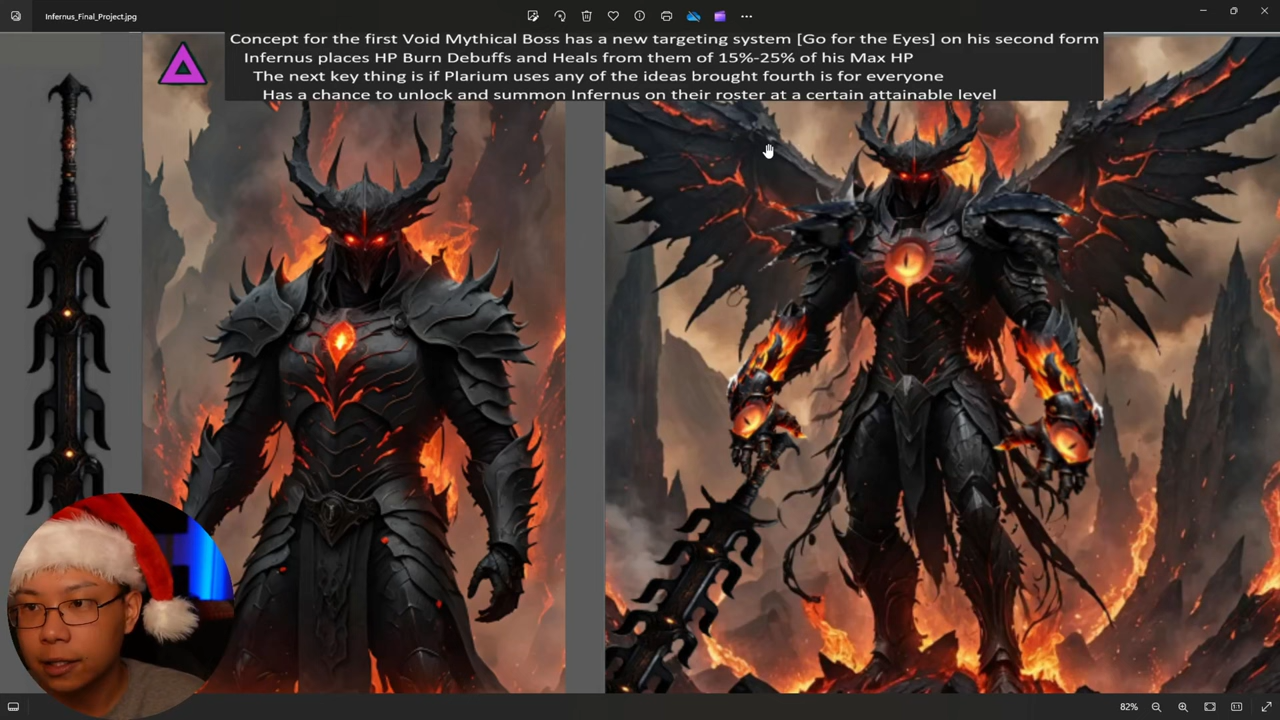 Infernus_Final_Project.jpg
Concept for the first Void Mythical Boss has a new targeting system [Go for the Eyes] on his second form
Infernus places HP Burn Debuffs and Heals from them of 15%-25% of his Max HP
The next key thing is if Plarium uses any of the ideas brought fourth is for everyone
Has a chance to unlock and summon Infernus on their roster at a certain attainable level
82%